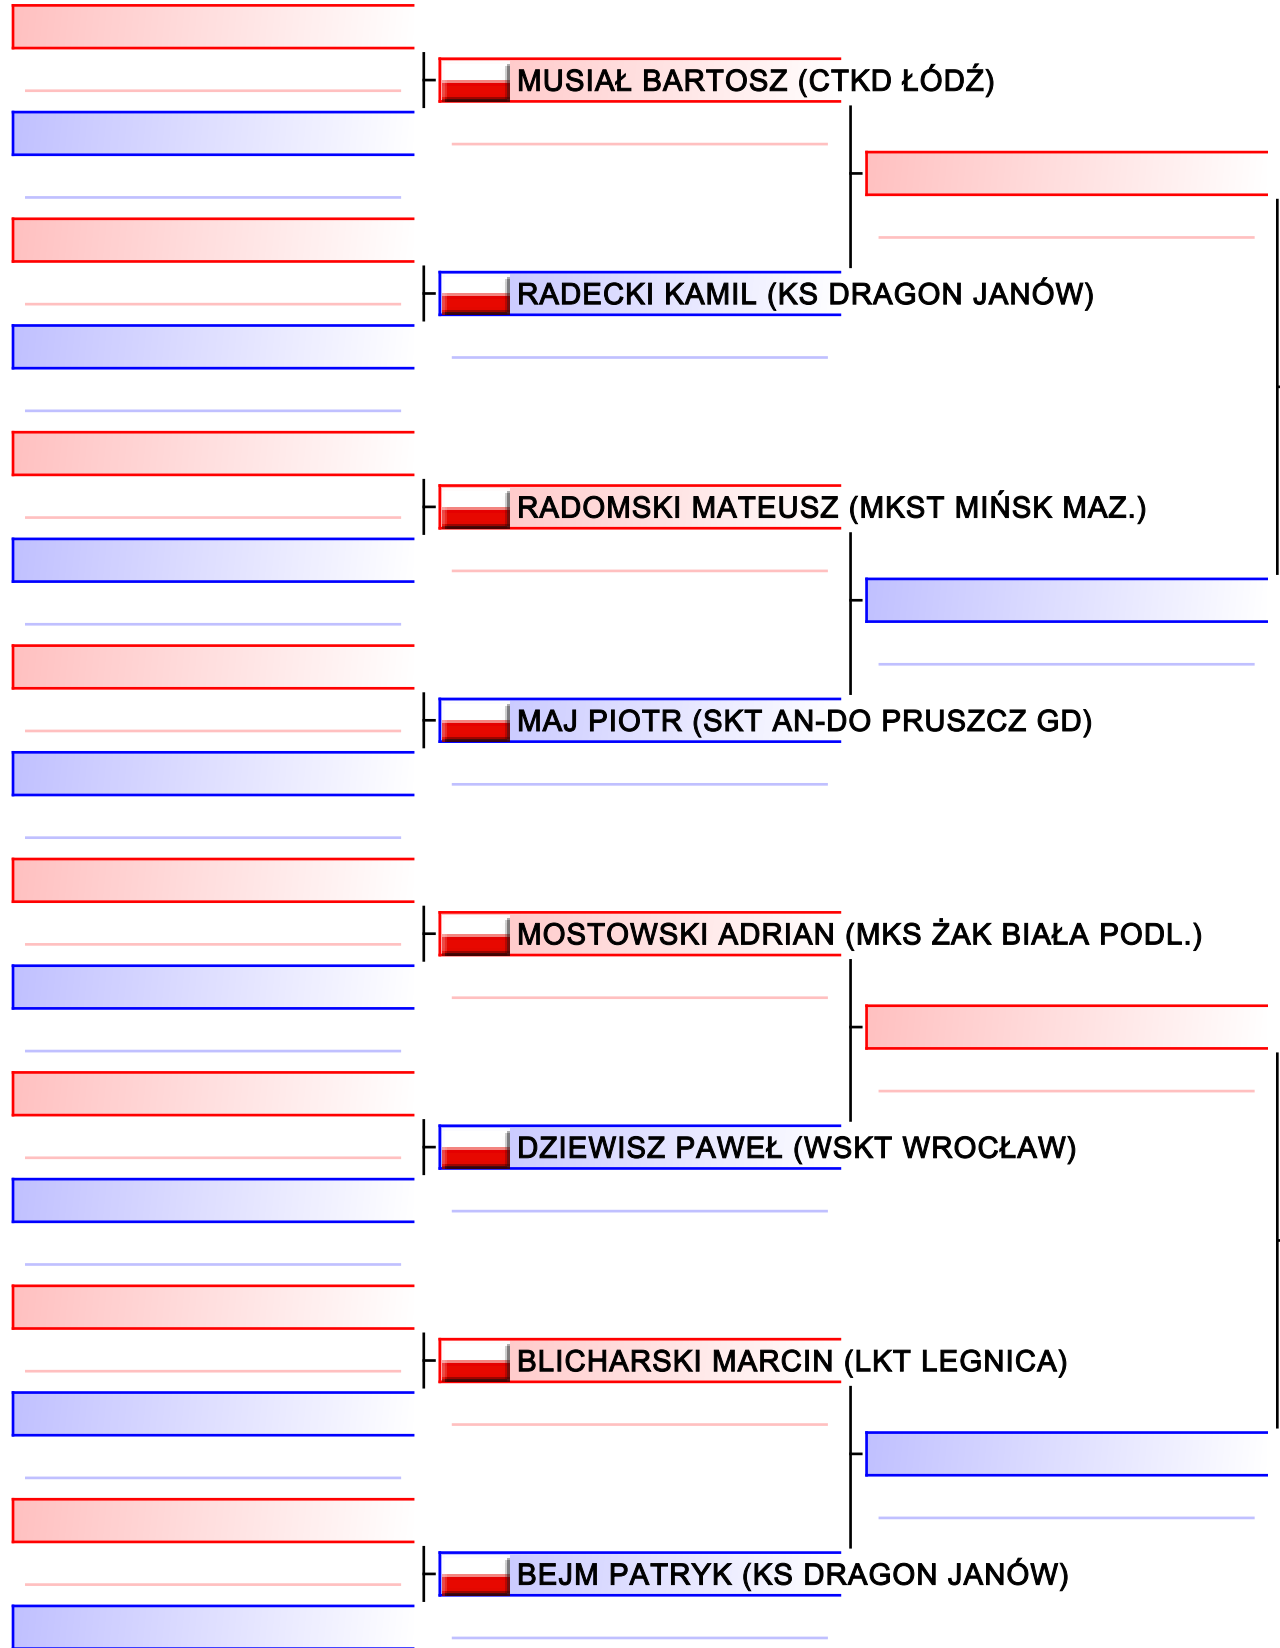 MUSIAŁ BARTOSZ (CTKD ŁÓDŹ)
RADECKI KAMIL (KS DRAGON JANÓW)
RADOMSKI MATEUSZ (MKST MIŃSK MAZ.)
MAJ PIOTR (SKT AN-DO PRUSZCZ GD)
MOSTOWSKI ADRIAN (MKS ŻAK BIAŁA PODL.)
DZIEWISZ PAWEŁ (WSKT WROCŁAW)
BLICHARSKI MARCIN (LKT LEGNICA)
BEJM PATRYK (KS DRAGON JANÓW)